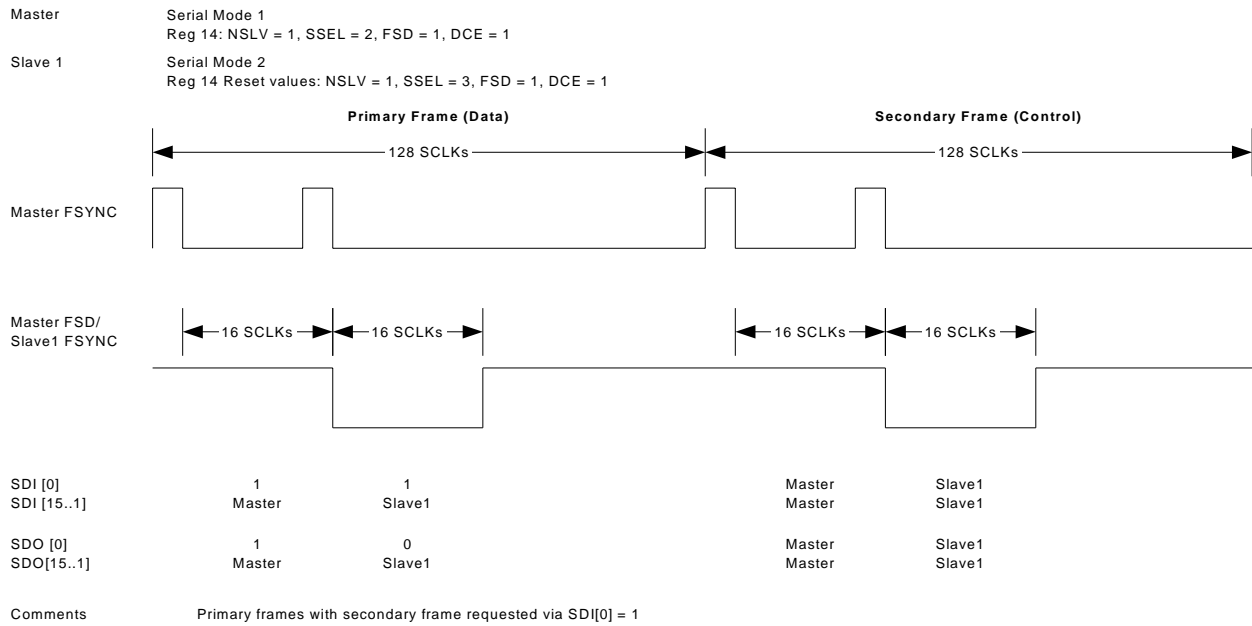 Master Serial Mode 1
Reg 14: NSLV = 1, SSEL = 2, FSD = 1, DCE = 1
Slave 1 Serial Mode 2
Reg 14 Reset values: NSLV = 1, SSEL = 3, FSD = 1, DCE = 1
Primary Frame (Data) Secondary Frame (Control)
128 SCLKs 128 SCLKs
Master FSYNC
Master FSD/
Slave1 FSYNC
16 SCLKs 16 SCLKs 16 SCLKs 16 SCLKs
SDI [0] 1 1 Master Slave1
SDI [15..1] Master Slave1 Master Slave1
SDO [0] 1 0 Master Slave1
SDO[15..1] Master Slave1 Master Slave1
Comments Primary frames with secondary frame requested via SDI[0] = 1